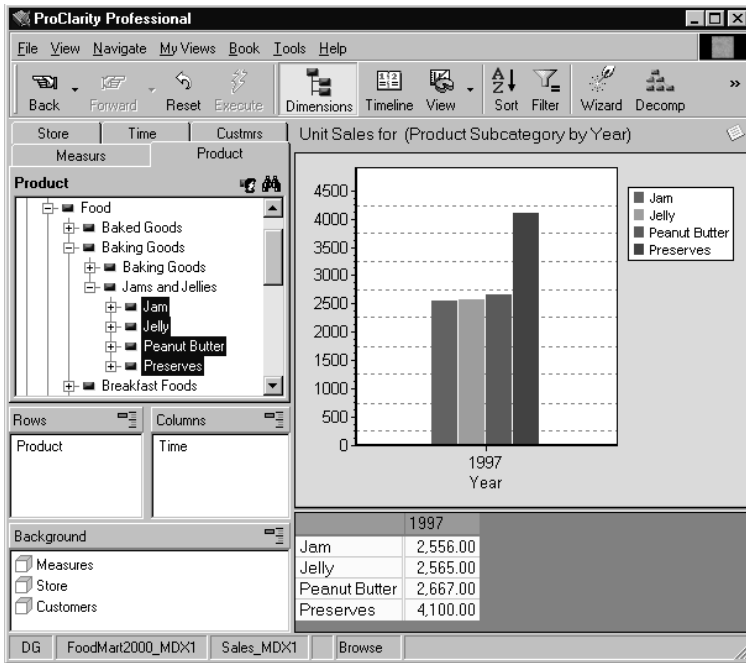 ProClarity Professional
File View Navigate My Views Book Tools Help
Back Forward Reset Execute Dimensions Timeline View Sort Filter Wizard Decomp »
Store Time Custmrs
Measurs Product
Product
Food
Baked Goods
Baking Goods
Baking Goods
Jams and Jellies
Jam
Jelly
Peanut Butter
Preserves
Breakfast Foods
Rows Columns
Product Time
Background
Measures
Store
Customers
Unit Sales for (Product Subcategory by Year)
4500
4000
3500
3000
2500
2000
1500
1000
500
0
1997
Year
Jam
Jelly
Peanut Butter
Preserves
1997
Jam 2,556.00
Jelly 2,565.00
Peanut Butter 2,667.00
Preserves 4,100.00
DG FoodMart2000_MDX1 Sales_MDX1 Browse